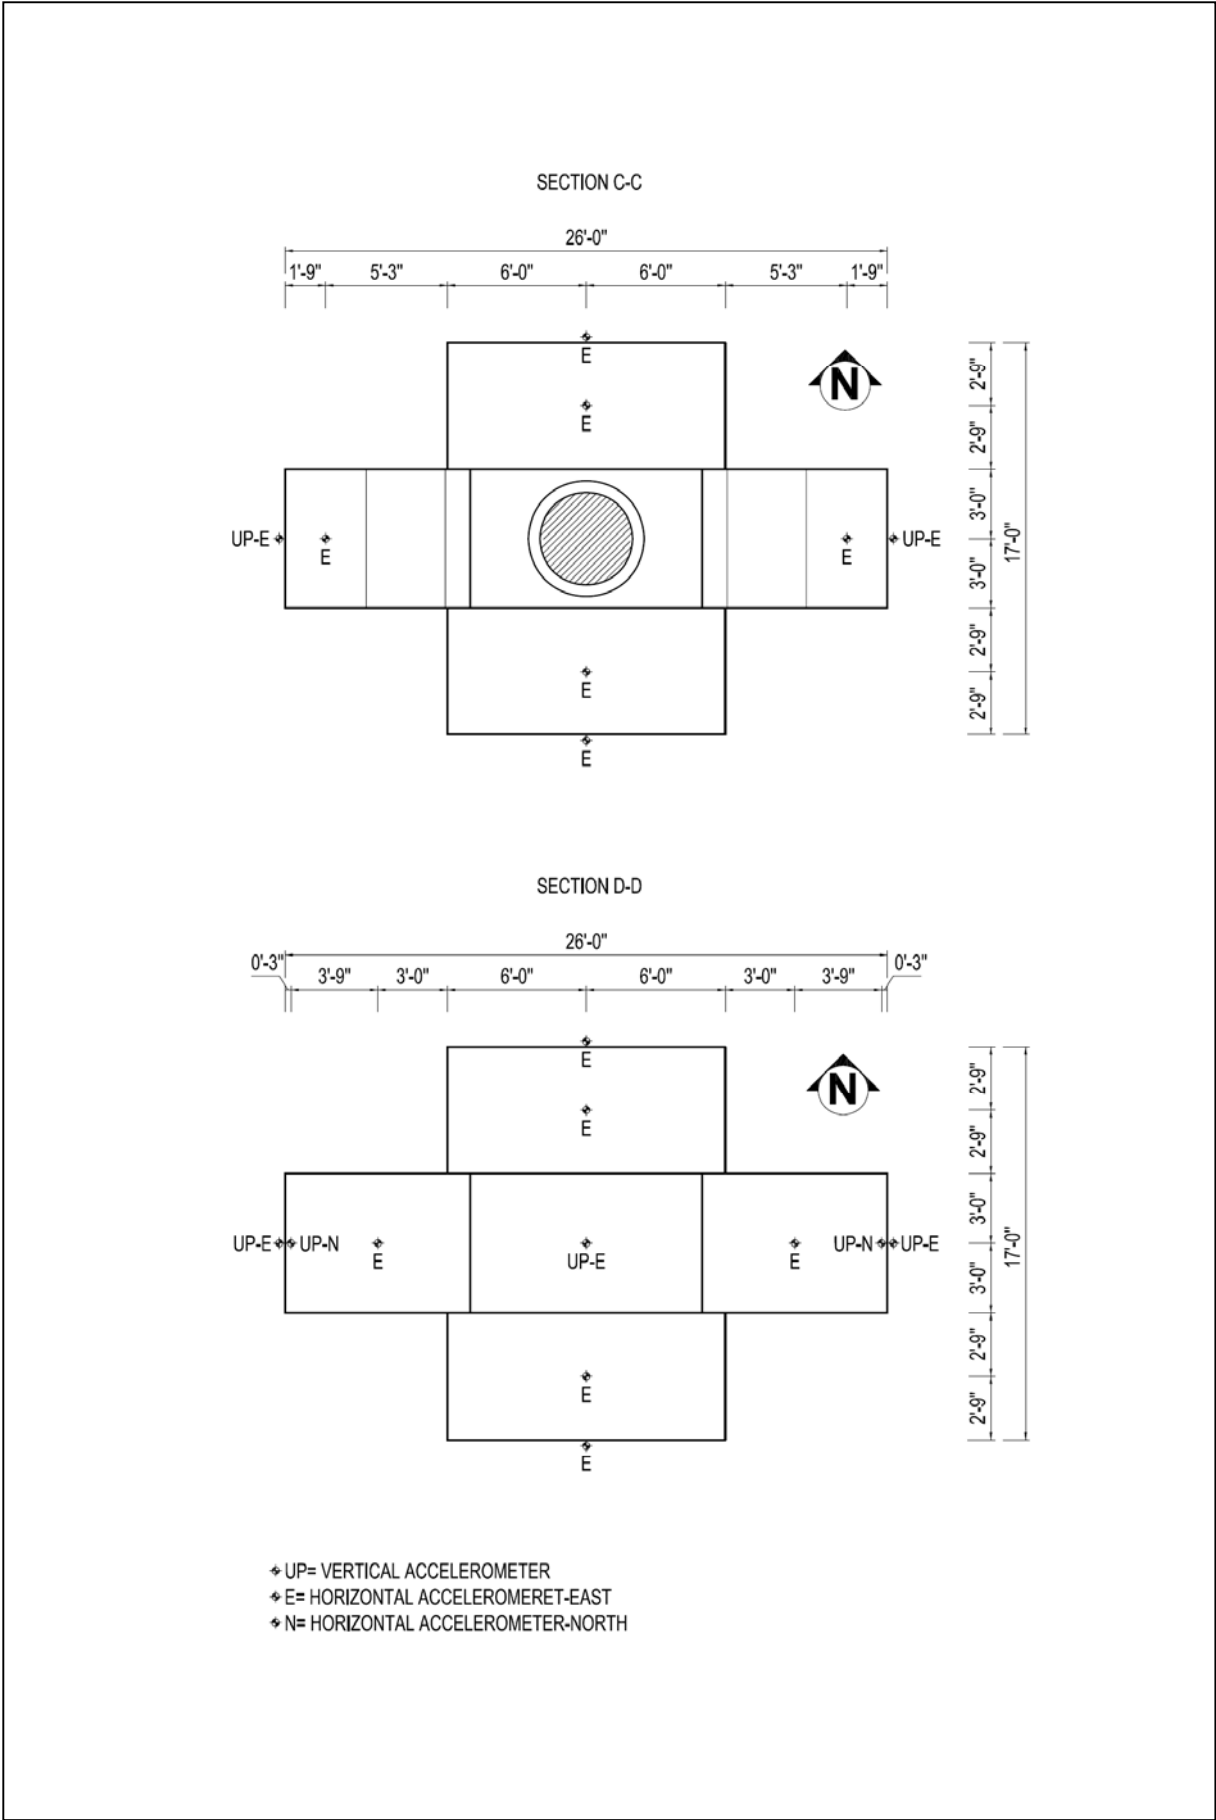 SECTION C-C
26'-0"
1'-9" 5'-3" 6'-0" 6'-0" 5'-3" 1'-9"
E
N
2'-9"
E
2'-9"
3'-0"
UP-E E E UP-E
17'-0"
3'-0"
2'-9"
E
2'-9"
E
SECTION D-D
26'-0"
0'-3" 3'-9" 3'-0" 6'-0" 6'-0" 3'-0" 3'-9" 0'-3"
E
N
2'-9"
E
2'-9"
3'-0"
UP-E UP-N E UP-E E UP-N UP-E
17'-0"
3'-0"
2'-9"
E
2'-9"
E
UP= VERTICAL ACCELEROMETER
E= HORIZONTAL ACCELEROMERET-EAST
N= HORIZONTAL ACCELEROMETER-NORTH